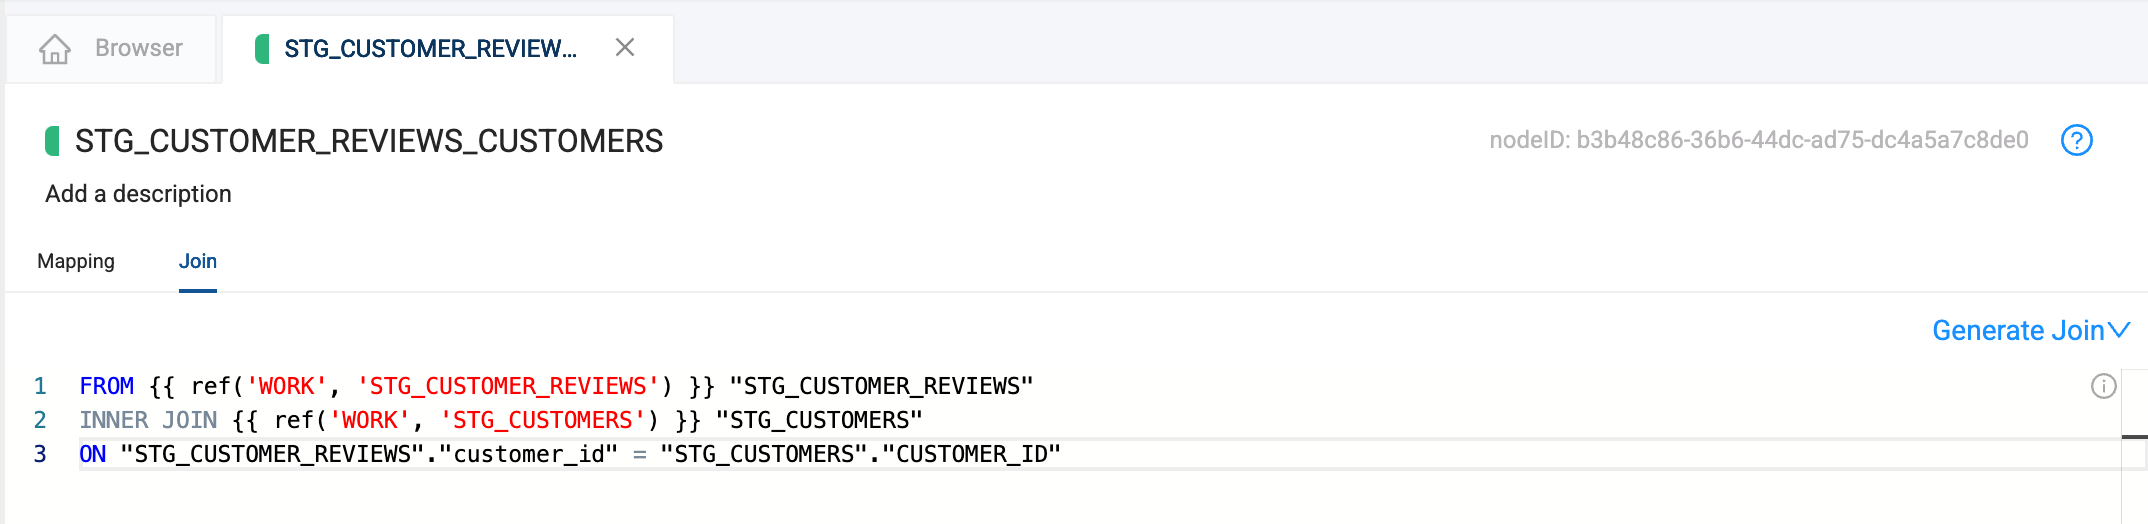 Browser
STG_CUSTOMER_REVIEW...
STG_CUSTOMER_REVIEWS_CUSTOMERS
nodeID: b3b48c86-36b6-44dc-ad75-dc4a5a7c8de0
?
Add a description
Mapping Join
Generate Join
1 FROM {{ ref('WORK', 'STG_CUSTOMER_REVIEWS') }} "STG_CUSTOMER_REVIEWS"
2 INNER JOIN {{ ref('WORK', 'STG_CUSTOMERS') }} "STG_CUSTOMERS"
3 ON "STG_CUSTOMER_REVIEWS"."customer_id" = "STG_CUSTOMERS"."CUSTOMER_ID"